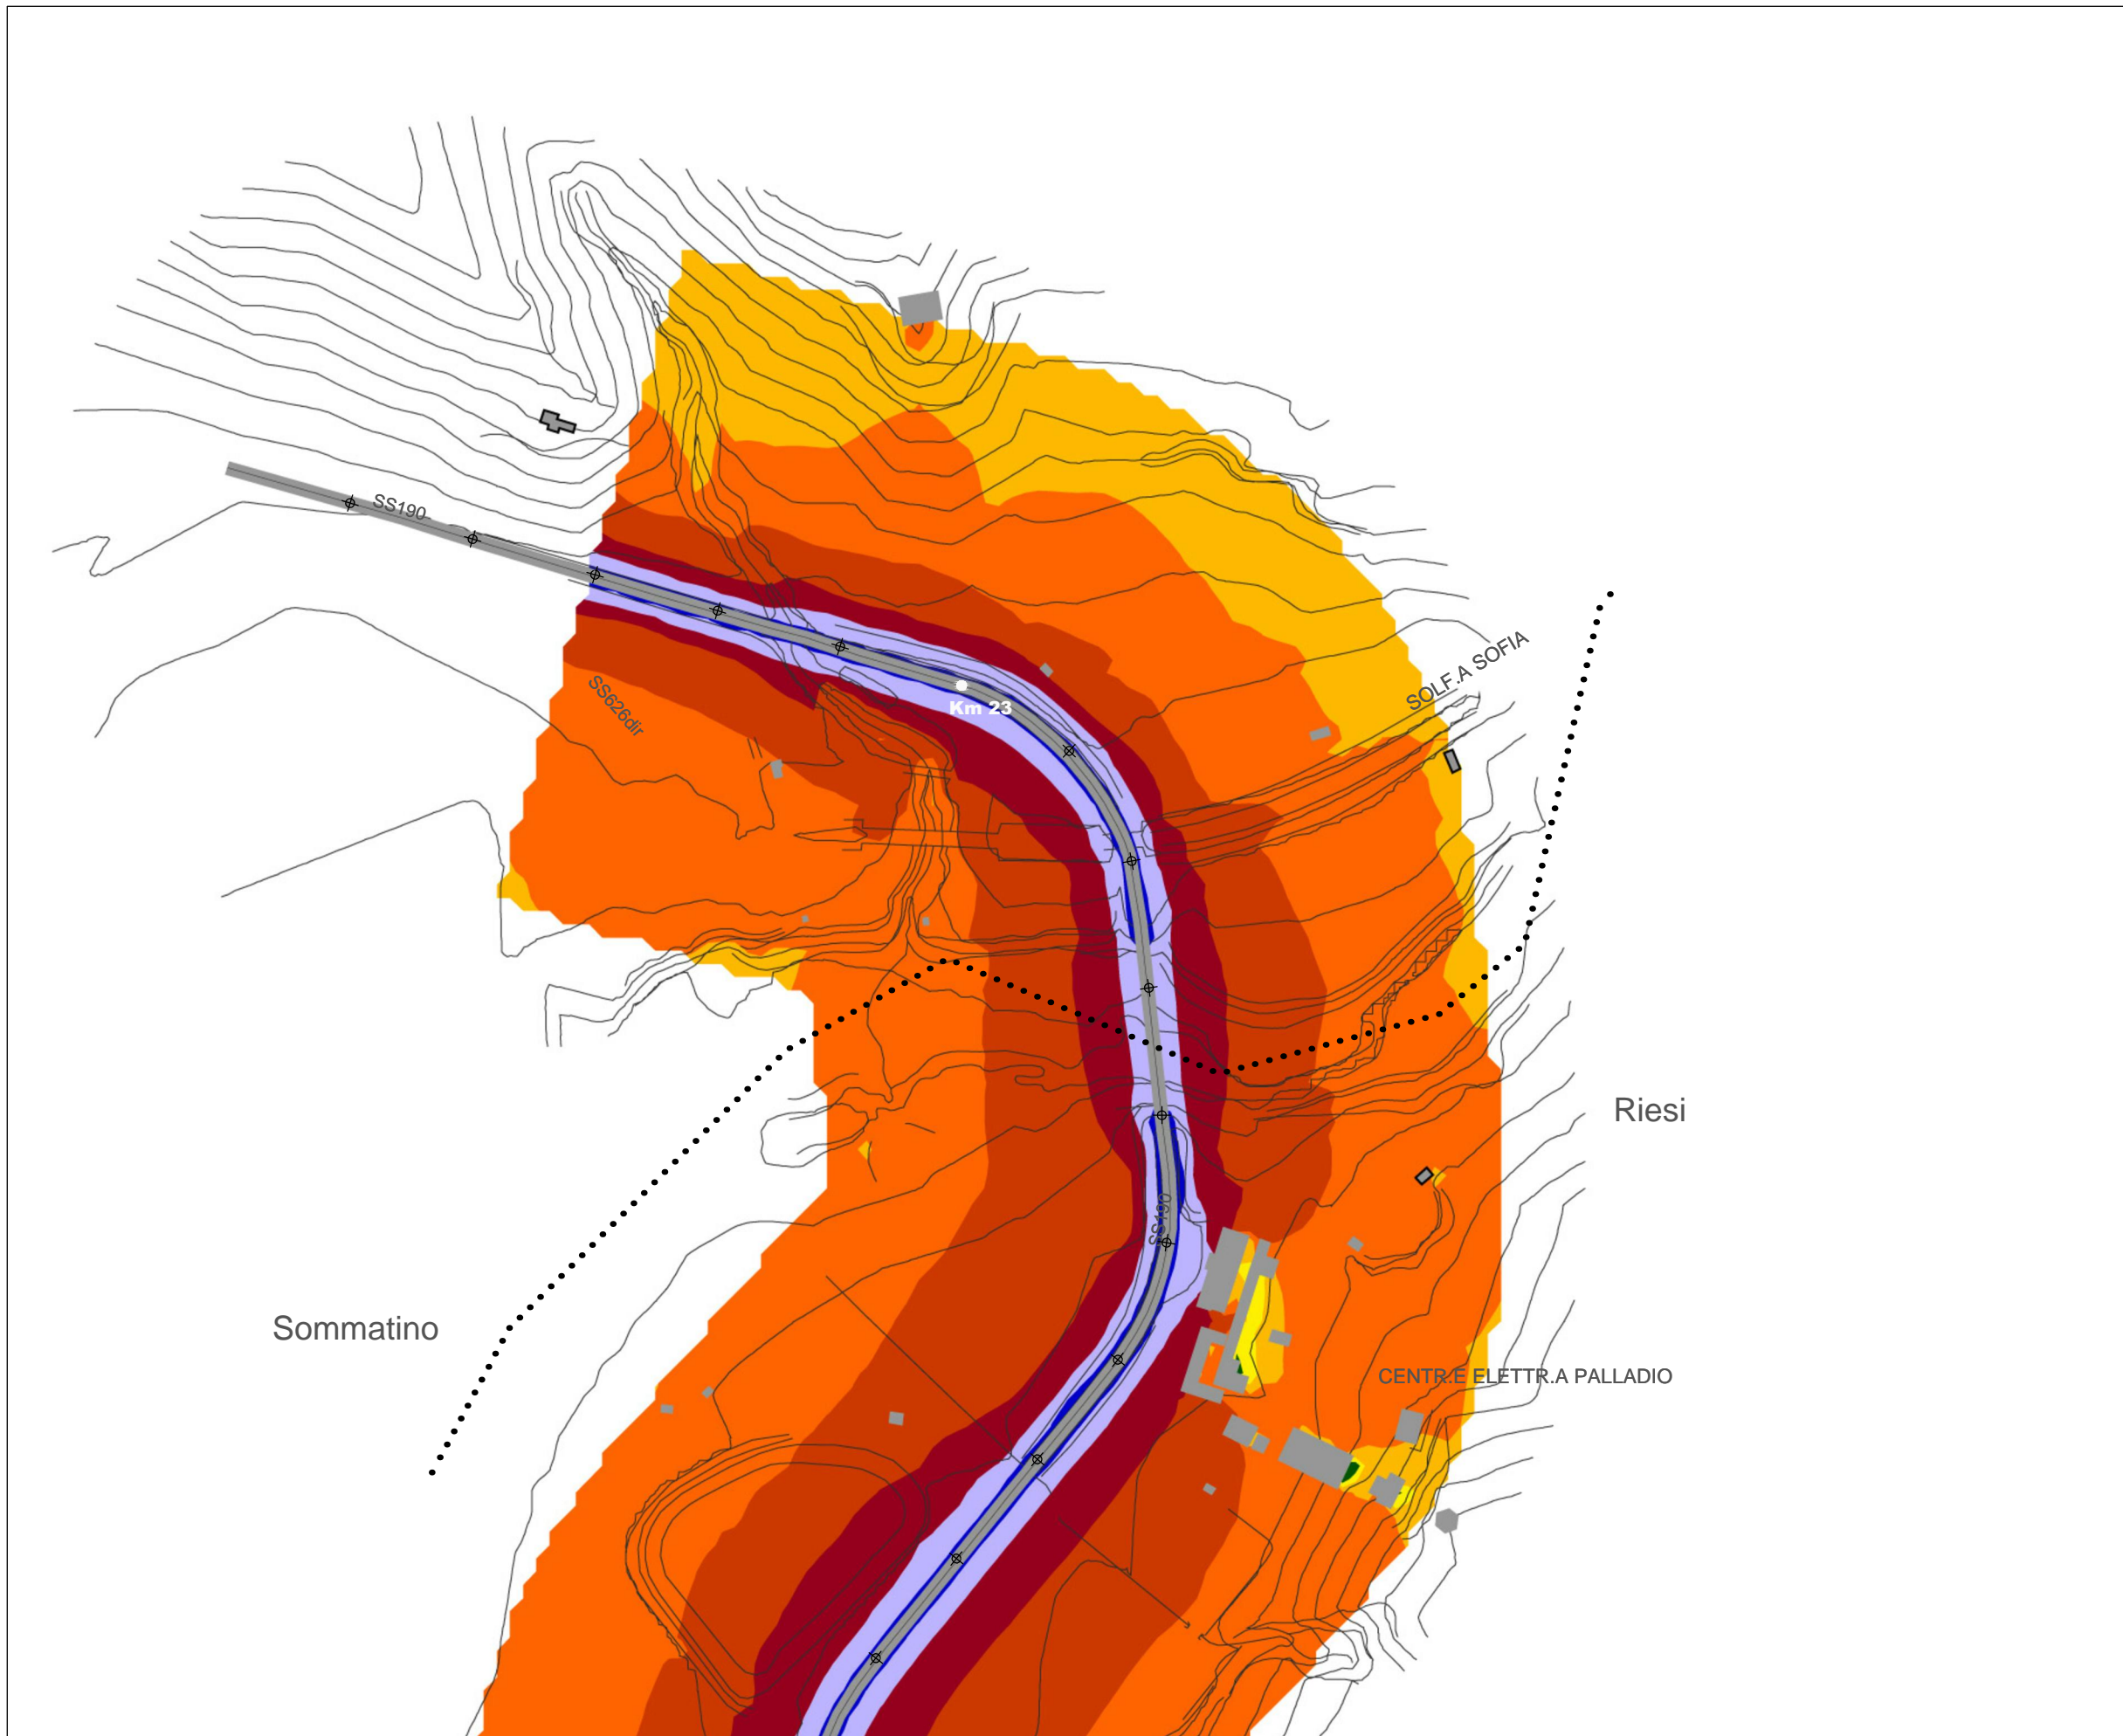 SS190
SOLF.A SOFIA
SS626dir
Km 23
Riesi
SS190
Sommatino
CENTR.E ELETTR.A PALLADIO